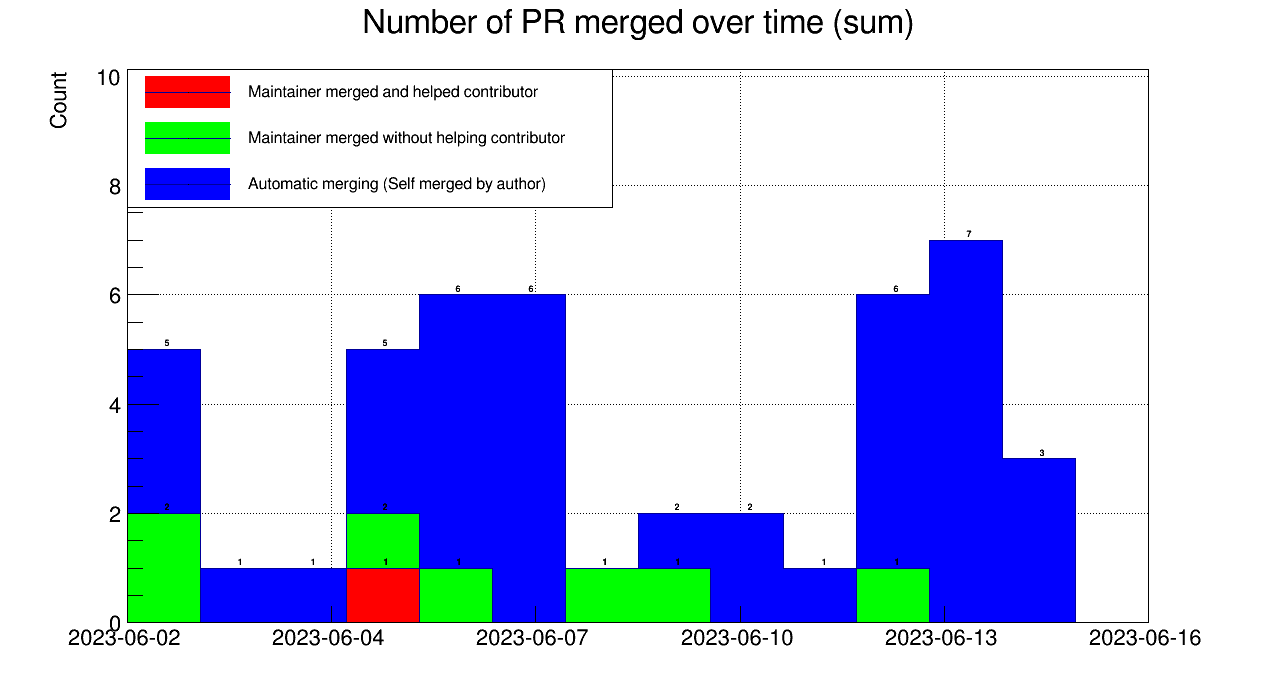 Number of PR merged over time (sum)
Count
10
8
6
4
2
0
Maintainer merged and helped contributor
Maintainer merged without helping contributor
Automatic merging (Self merged by author)
5 1 1 5 6 6 1 2 2 1 6 7 3
2 2 1 1 1
1
2023-06-02 2023-06-04 2023-06-07 2023-06-10 2023-06-13 2023-06-16